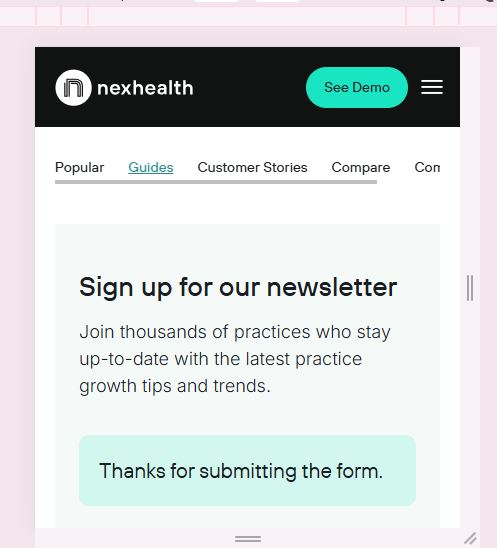 nexhealth
See Demo
Popular Guides Customer Stories Compare
Sign up for our newsletter
Join thousands of practices who stay
up-to-date with the latest practice
growth tips and trends.
Thanks for submitting the form.